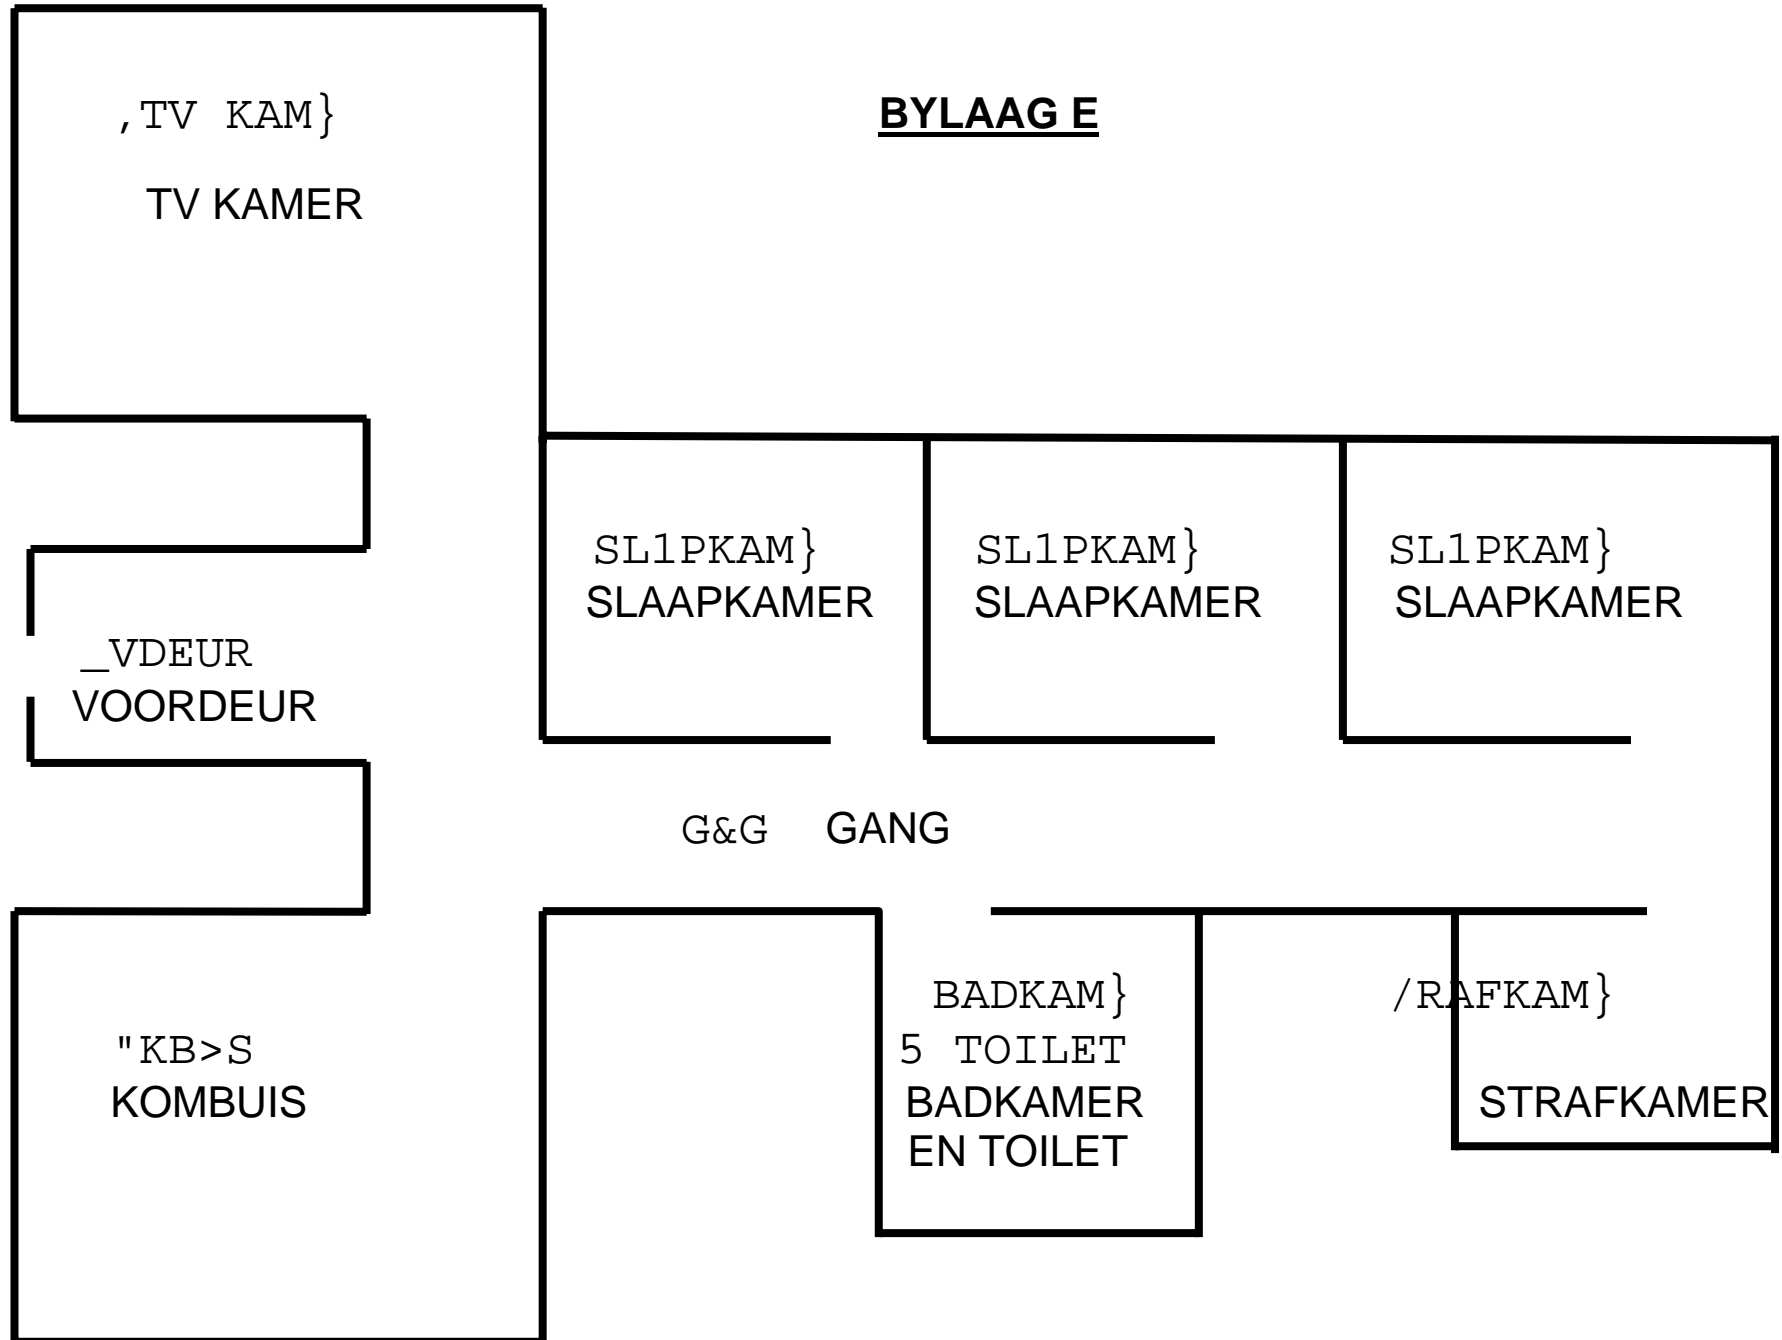 BYLAAG E
,TV KAM}
TV KAMER
SL1PKAM} SL1PKAM} SL1PKAM}
SLAAPKAMER SLAAPKAMER SLAAPKAMER
_VDEUR
VOORDEUR
G&G GANG
BADKAM} /RAFKAM}
"KB>S 5 TOILET
KOMBUIS BADKAMER STRAFKAMER
EN TOILET